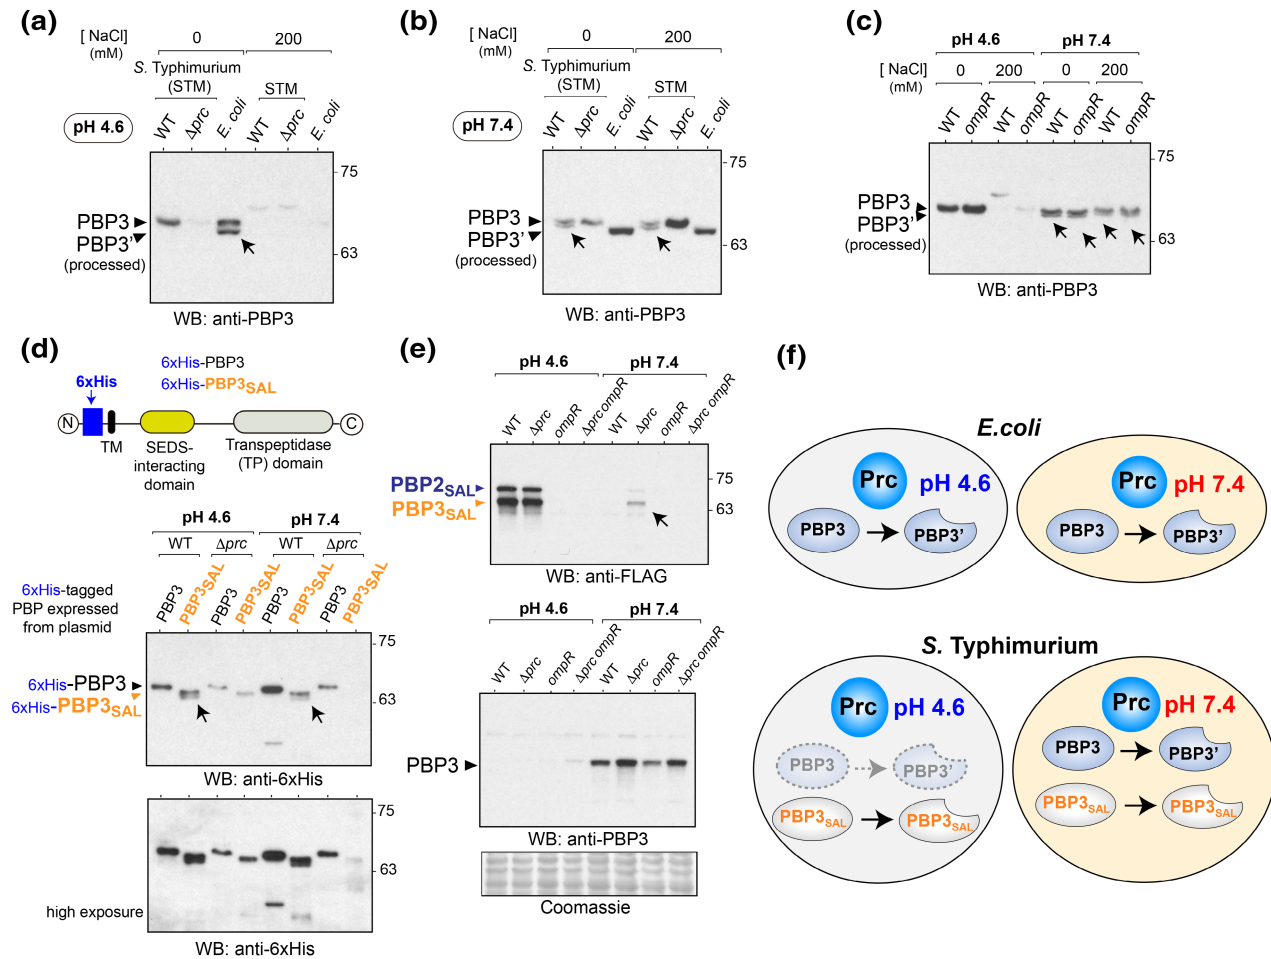 (a)
[ NaCl]
(mM)
0
200
S. Typhimurium
(STM)
STM
pH 4.6
WT
Δprc
E. coli
WT
Δprc
E. coli
75
PBP3
PBP3’
(processed)
63
WB: anti-PBP3
(b)
[ NaCl]
(mM)
0
200
S. Typhimurium
(STM)
STM
pH 7.4
WT
Δprc
E. coli
WT
Δprc
E. coli
75
PBP3
PBP3’
(processed)
63
WB: anti-PBP3
(c)
pH 4.6
pH 7.4
[ NaCl]
(mM)
0
200
0
200
WT
ompR
WT
ompR
WT
ompR
WT
ompR
75
PBP3
PBP3’
(processed)
63
WB: anti-PBP3
(d)
6xHis-PBP3
6xHis-PBP3SAL
6xHis
N
C
TM
SEDS-
interacting
domain
Transpeptidase
(TP) domain
pH 4.6
pH 7.4
WT
Δprc
WT
Δprc
6xHis-tagged
PBP expressed
from plasmid
PBP3
PBP3SAL
PBP3
PBP3SAL
PBP3
PBP3SAL
PBP3
PBP3SAL
75
6xHis-PBP3
6xHis-PBP3SAL
63
WB: anti-6xHis
75
63
high exposure
WB: anti-6xHis
(e)
pH 4.6
pH 7.4
WT
Δprc
ompR
Δprc ompR
WT
Δprc
ompR
Δprc ompR
75
PBP2SAL
PBP3SAL
63
WB: anti-FLAG
pH 4.6
pH 7.4
WT
Δprc
ompR
Δprc ompR
WT
Δprc
ompR
Δprc ompR
PBP3
WB: anti-PBP3
Coomassie
(f)
E.coli
Prc
pH 4.6
PBP3
PBP3’
Prc
pH 7.4
PBP3
PBP3’
S. Typhimurium
Prc
pH 4.6
PBP3
PBP3’
PBP3SAL
PBP3SAL
Prc
pH 7.4
PBP3
PBP3’
PBP3SAL
PBP3SAL